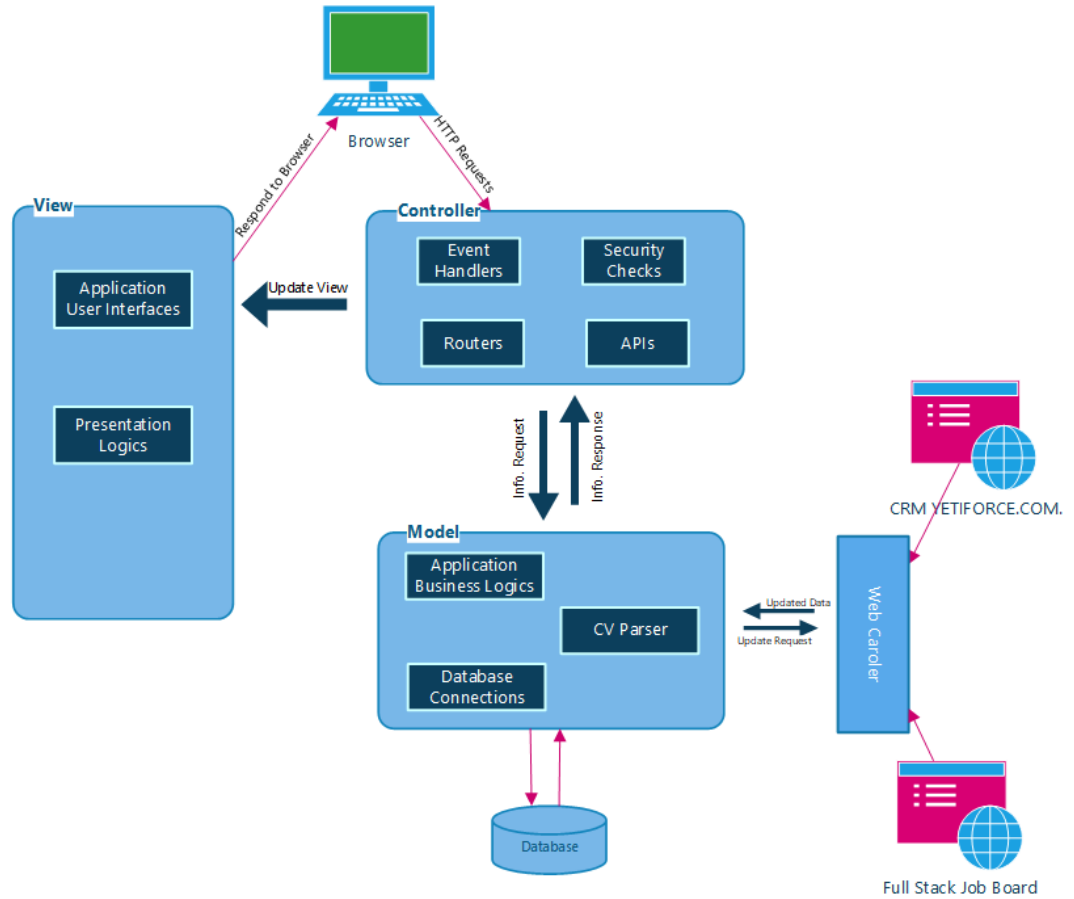 Browser
Respond to Browser
HTTP Requests
View
Application
User Interfaces
Presentation
Logics
Update View
Controller
Event
Handlers
Security
Checks
Routers
APIs
Info. Request
Info. Response
Model
Application
Business Logics
CV Parser
Database
Connections
Updated Data
Update Request
Web Caroler
CRM YETIFORCE.COM.
Full Stack Job Board
Database